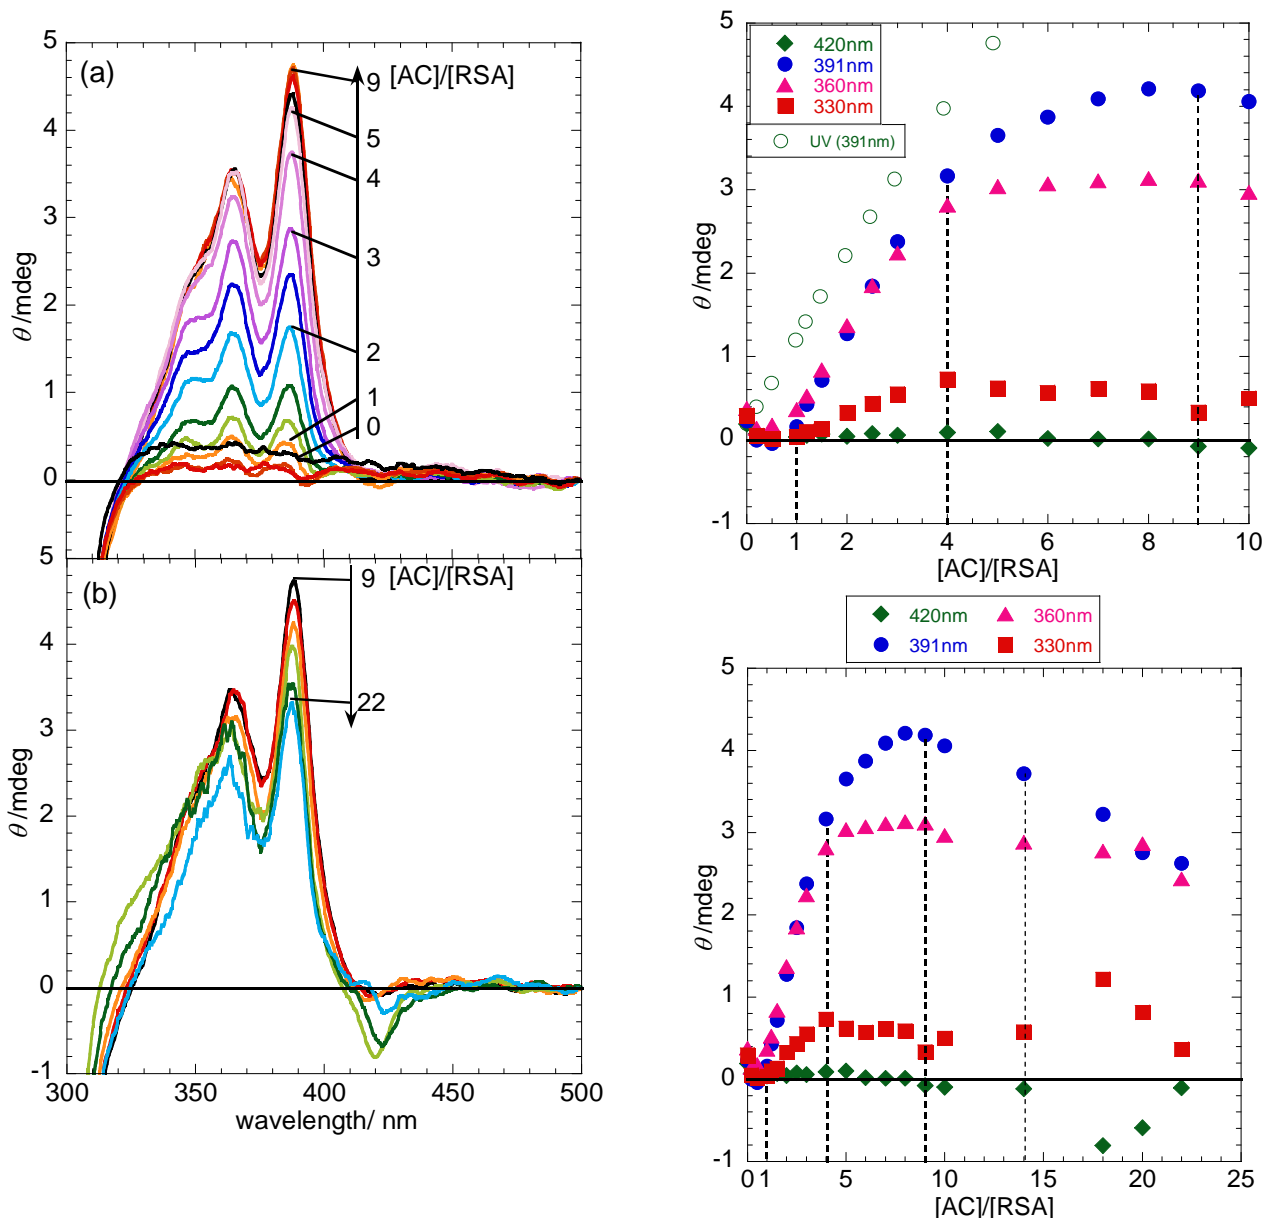 (a)
[AC]/[RSA]
9
5
4
3
2
1
0
5
4
3
2
1
0
5
θ /mdeg
(b)
9 [AC]/[RSA]
22
4
3
2
1
0
-1
θ /mdeg
300 350 400 450 500
wavelength/ nm
420nm
391nm
360nm
330nm
UV (391nm)
5
4
3
2
1
0
-1
θ /mdeg
0 2 4 6 8 10
[AC]/[RSA]
420nm 360nm
391nm 330nm
5
4
3
2
1
0
-1
θ /mdeg
0 1 5 10 15 20 25
[AC]/[RSA]